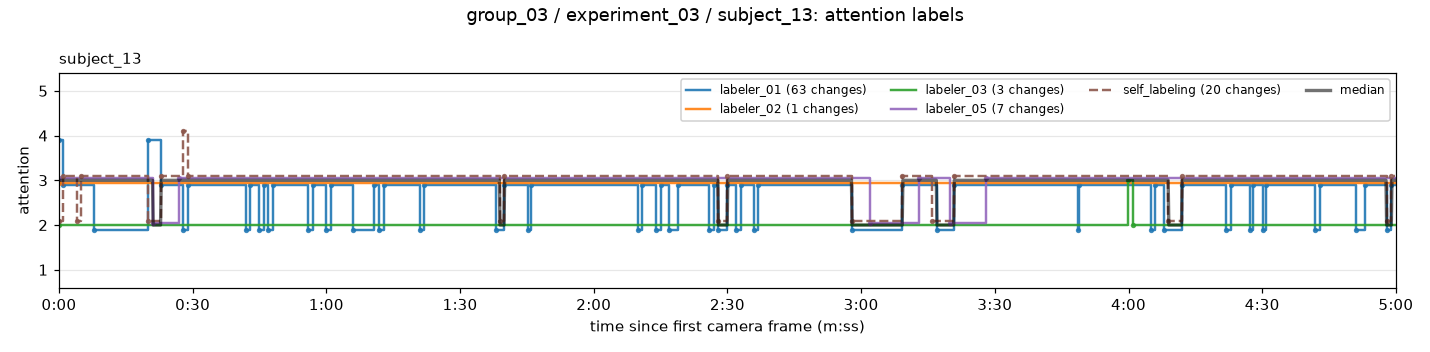 group_03 / experiment_03 / subject_13: attention labels
subject_13
labeler_01 (63 changes)
labeler_02 (1 changes)
labeler_03 (3 changes)
labeler_05 (7 changes)
self_labeling (20 changes)
median
attention
5
4
3
2
1
0:00 0:30 1:00 1:30 2:00 2:30 3:00 3:30 4:00 4:30 5:00
time since first camera frame (m:ss)